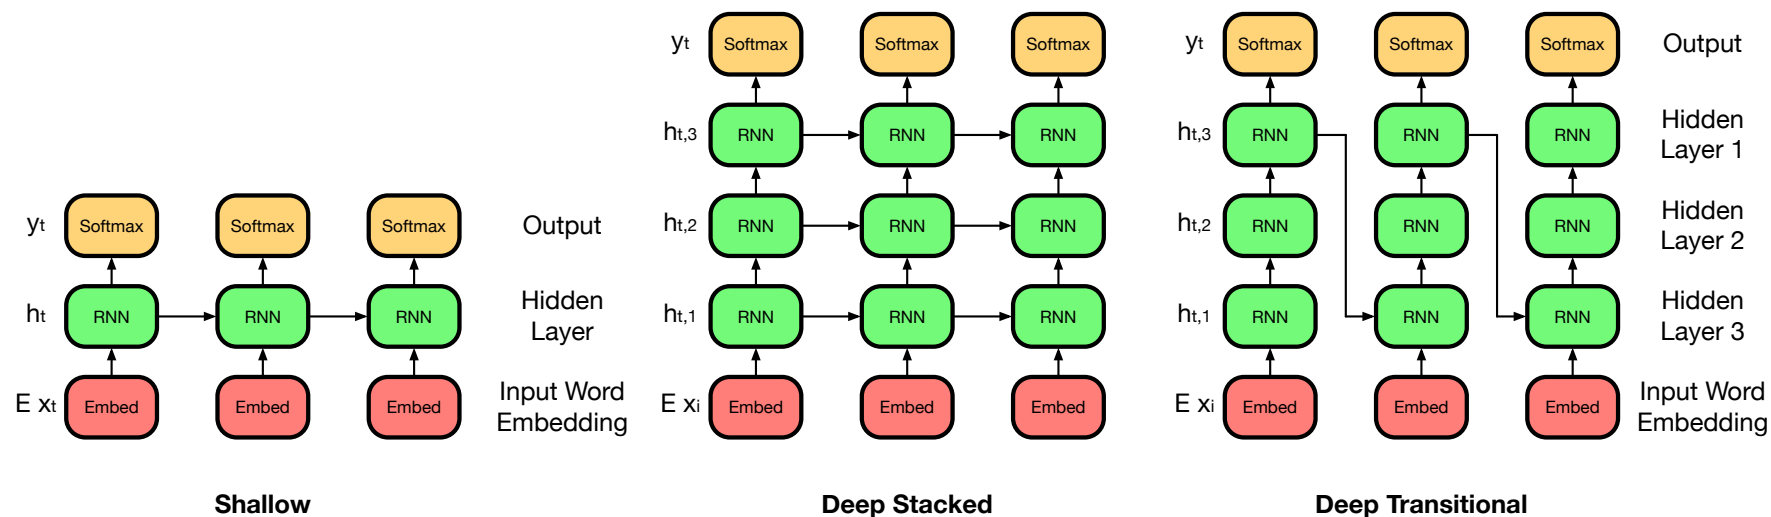 yt Softmax Softmax Softmax Output
ht RNN RNN RNN Hidden
Layer
E xt Embed Embed Embed Input Word
Embedding
Shallow
yt Softmax Softmax Softmax
ht,3 RNN RNN RNN
ht,2 RNN RNN RNN
ht,1 RNN RNN RNN
E xi Embed Embed Embed
Deep Stacked
yt Softmax Softmax Softmax Output
ht,3 RNN RNN RNN Hidden
Layer 1
ht,2 RNN RNN RNN Hidden
Layer 2
ht,1 RNN RNN RNN Hidden
Layer 3
E xi Embed Embed Embed Input Word
Embedding
Deep Transitional